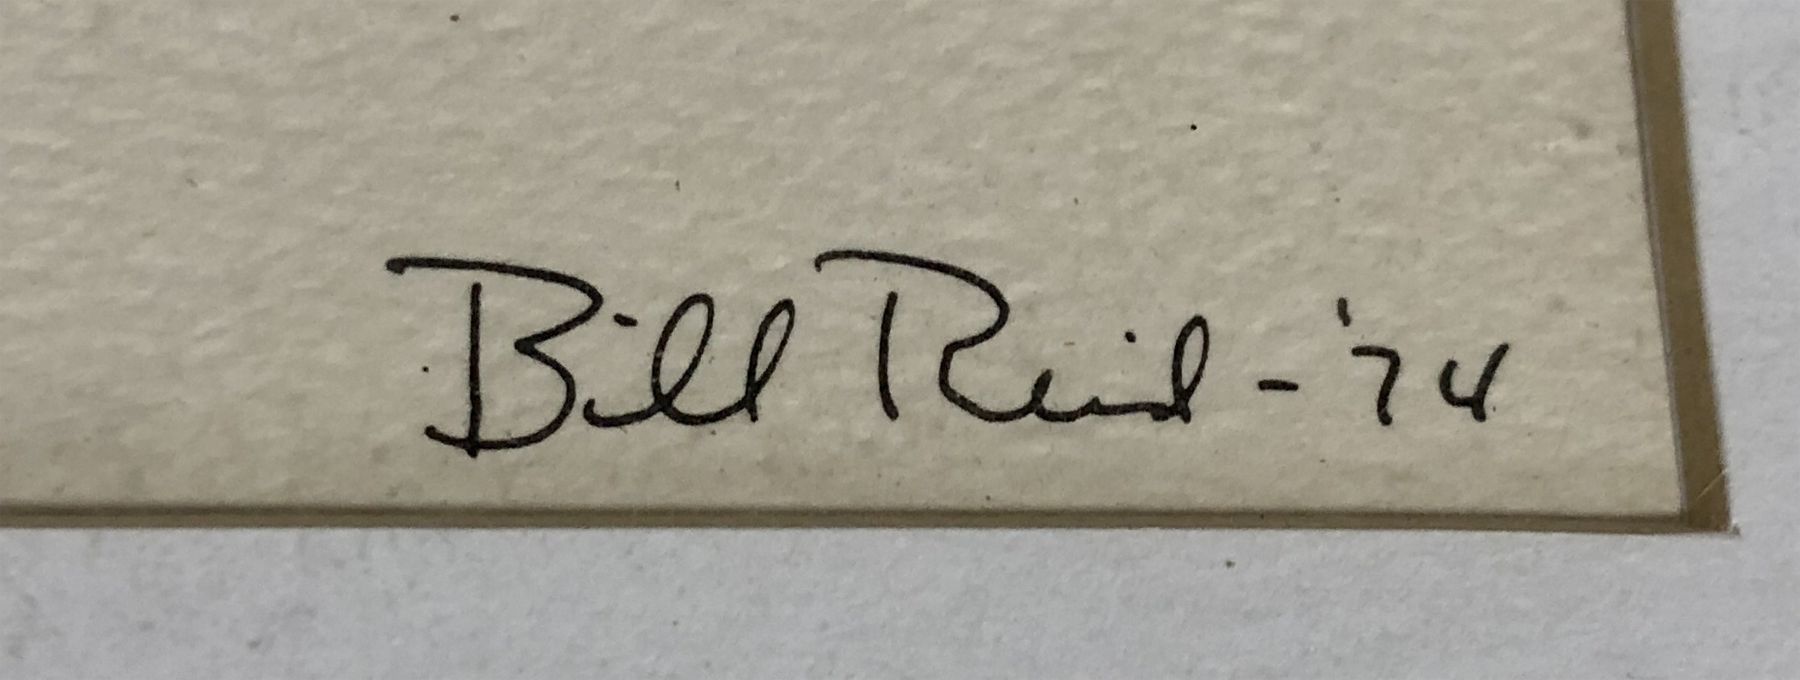 Bill Reid - '74